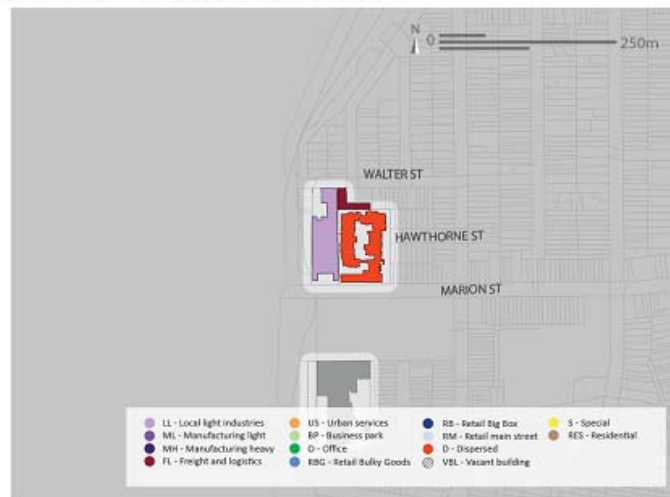 N
0
250m
WALTER ST
HAWTHORNE ST
MARION ST
LL - Local light industries
ML - Manufacturing light
MH - Manufacturing heavy
FL - Freight and logistics
US - Urban services
BP - Business park
O - Office
RBG - Retail Bulky Goods
RB - Retail Big Box
RM - Retail main street
D - Dispersed
VBL - Vacant building
S - Special
RES - Residential